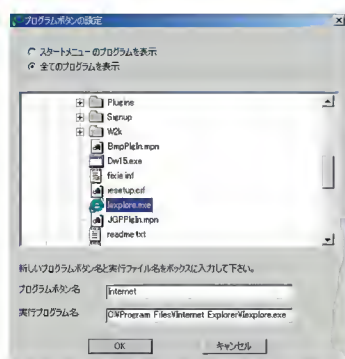 プログラムボタンの設定
スタートメニューのプログラムを表示
全てのプログラムを表示
Plugins
Signup
W2k
BmpPlgIn.mpn
Dw15.exe
fixie.inf
iesetup.cif
iexplore.exe
JGPPlgIn.mpn
readme.txt
新しいプログラムボタン名と実行ファイル名をボックスに入力して下さい。
プログラムボタン名
internet
実行プログラム名
C:¥Program Files¥Internet Explorer¥iexplore.exe
OK
キャンセル